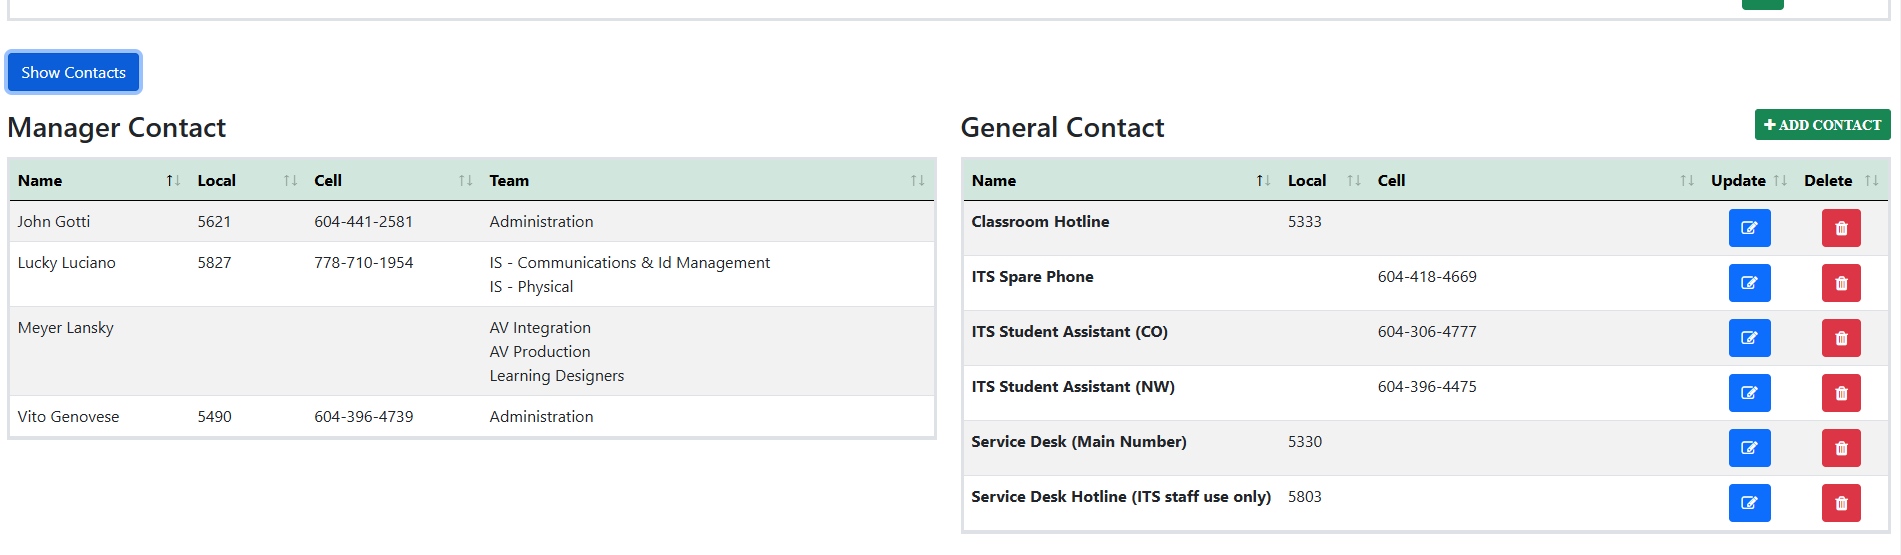 Show Contacts
Manager Contact
Name Local Cell Team
John Gotti 5621 604-441-2581 Administration
Lucky Luciano 5827 778-710-1954 IS - Communications & Id Management
IS - Physical
Meyer Lansky AV Integration
AV Production
Learning Designers
Vito Genovese 5490 604-396-4739 Administration
General Contact
ADD CONTACT
Name Local Cell Update Delete
Classroom Hotline 5333
ITS Spare Phone 604-418-4669
ITS Student Assistant (CO) 604-306-4777
ITS Student Assistant (NW) 604-396-4475
Service Desk (Main Number) 5330
Service Desk Hotline (ITS staff use only) 5803